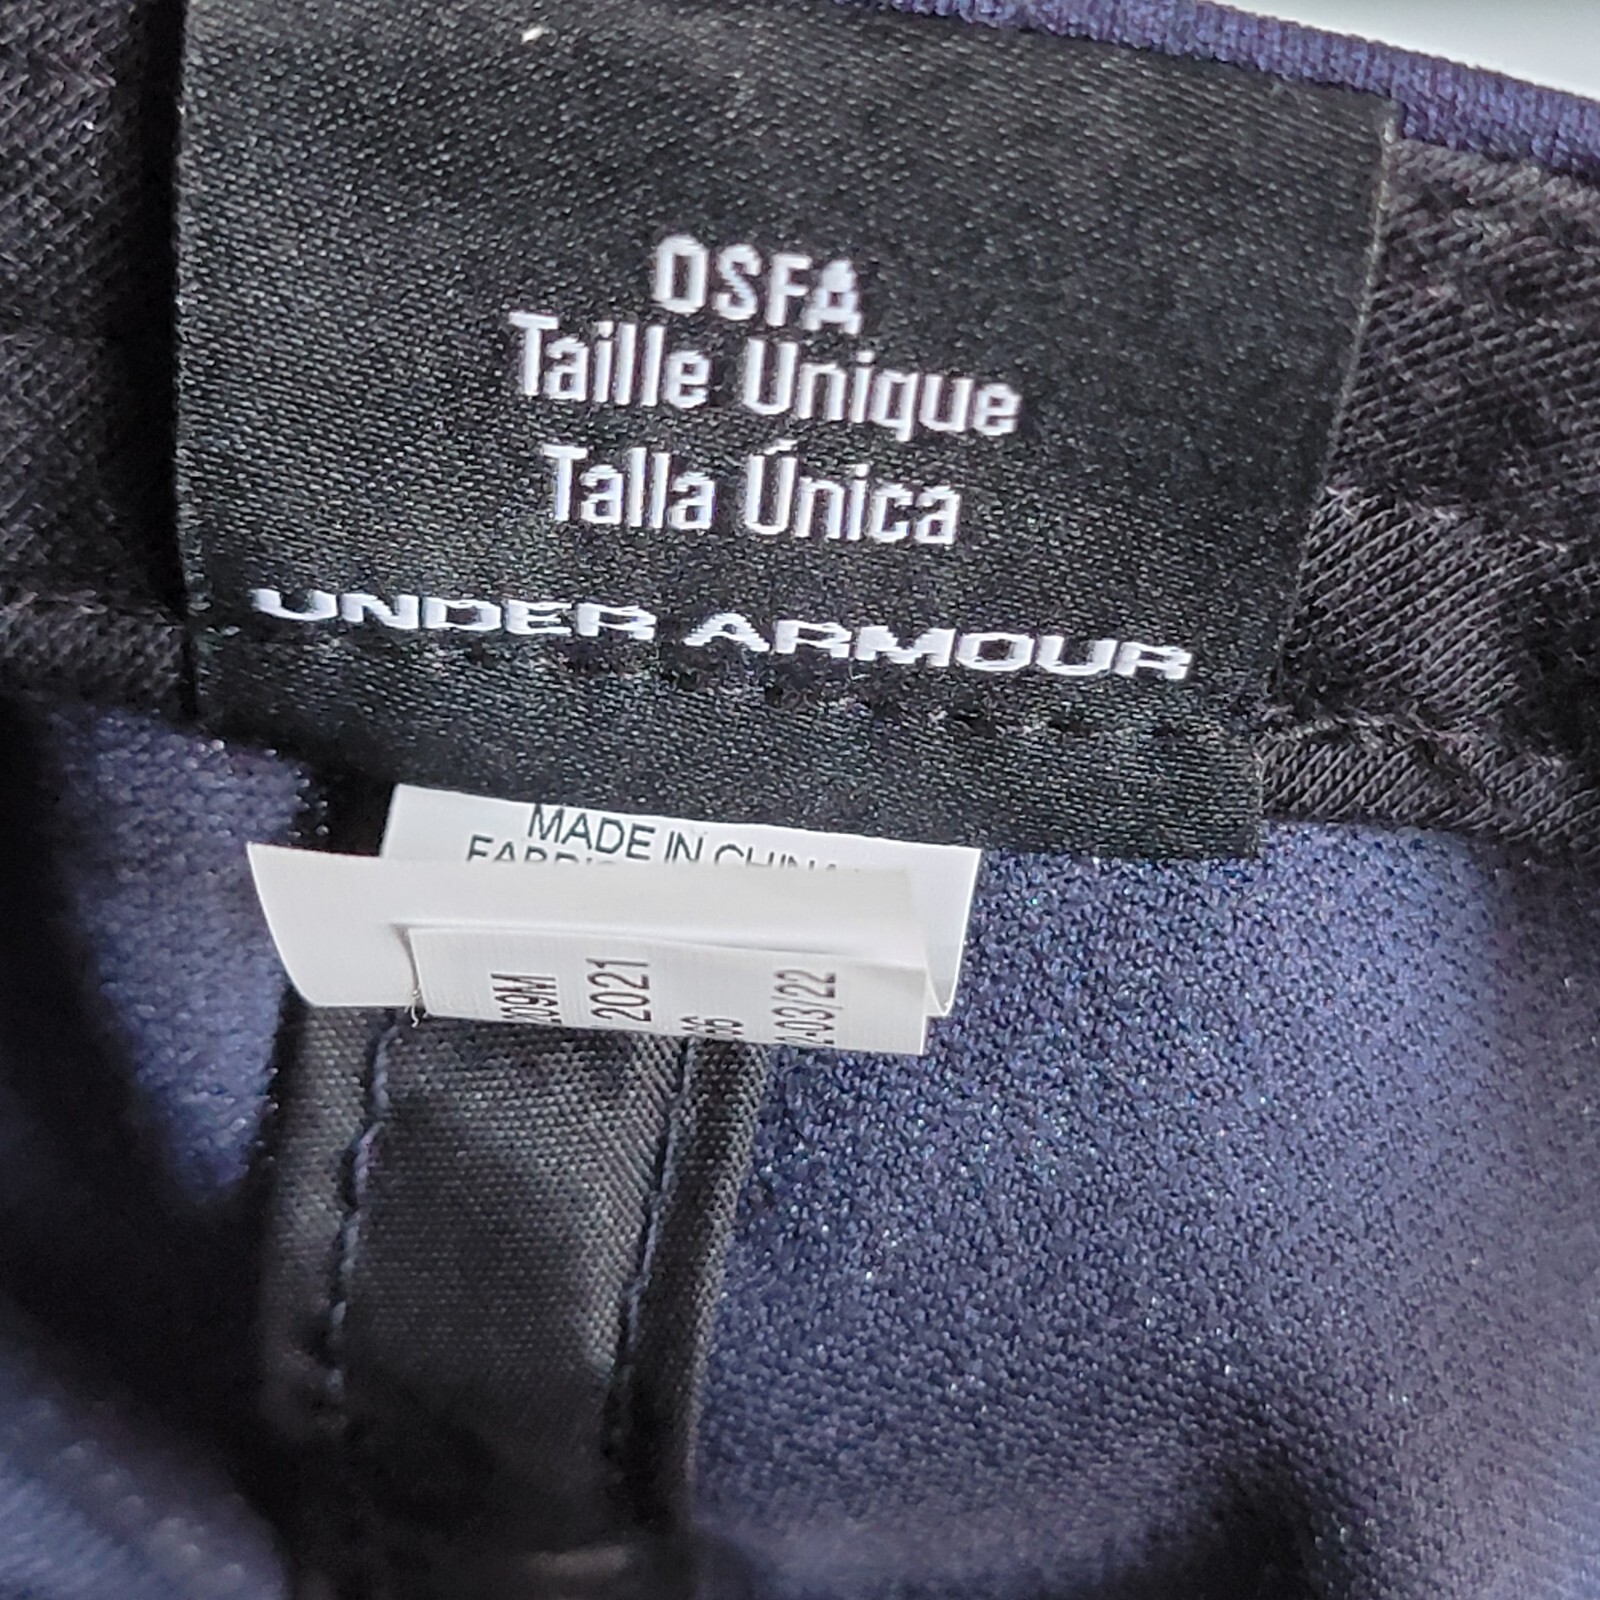 OSFA
Taille Unique
Talla Única
UNDER ARMOUR
MADE IN CHINA
2021